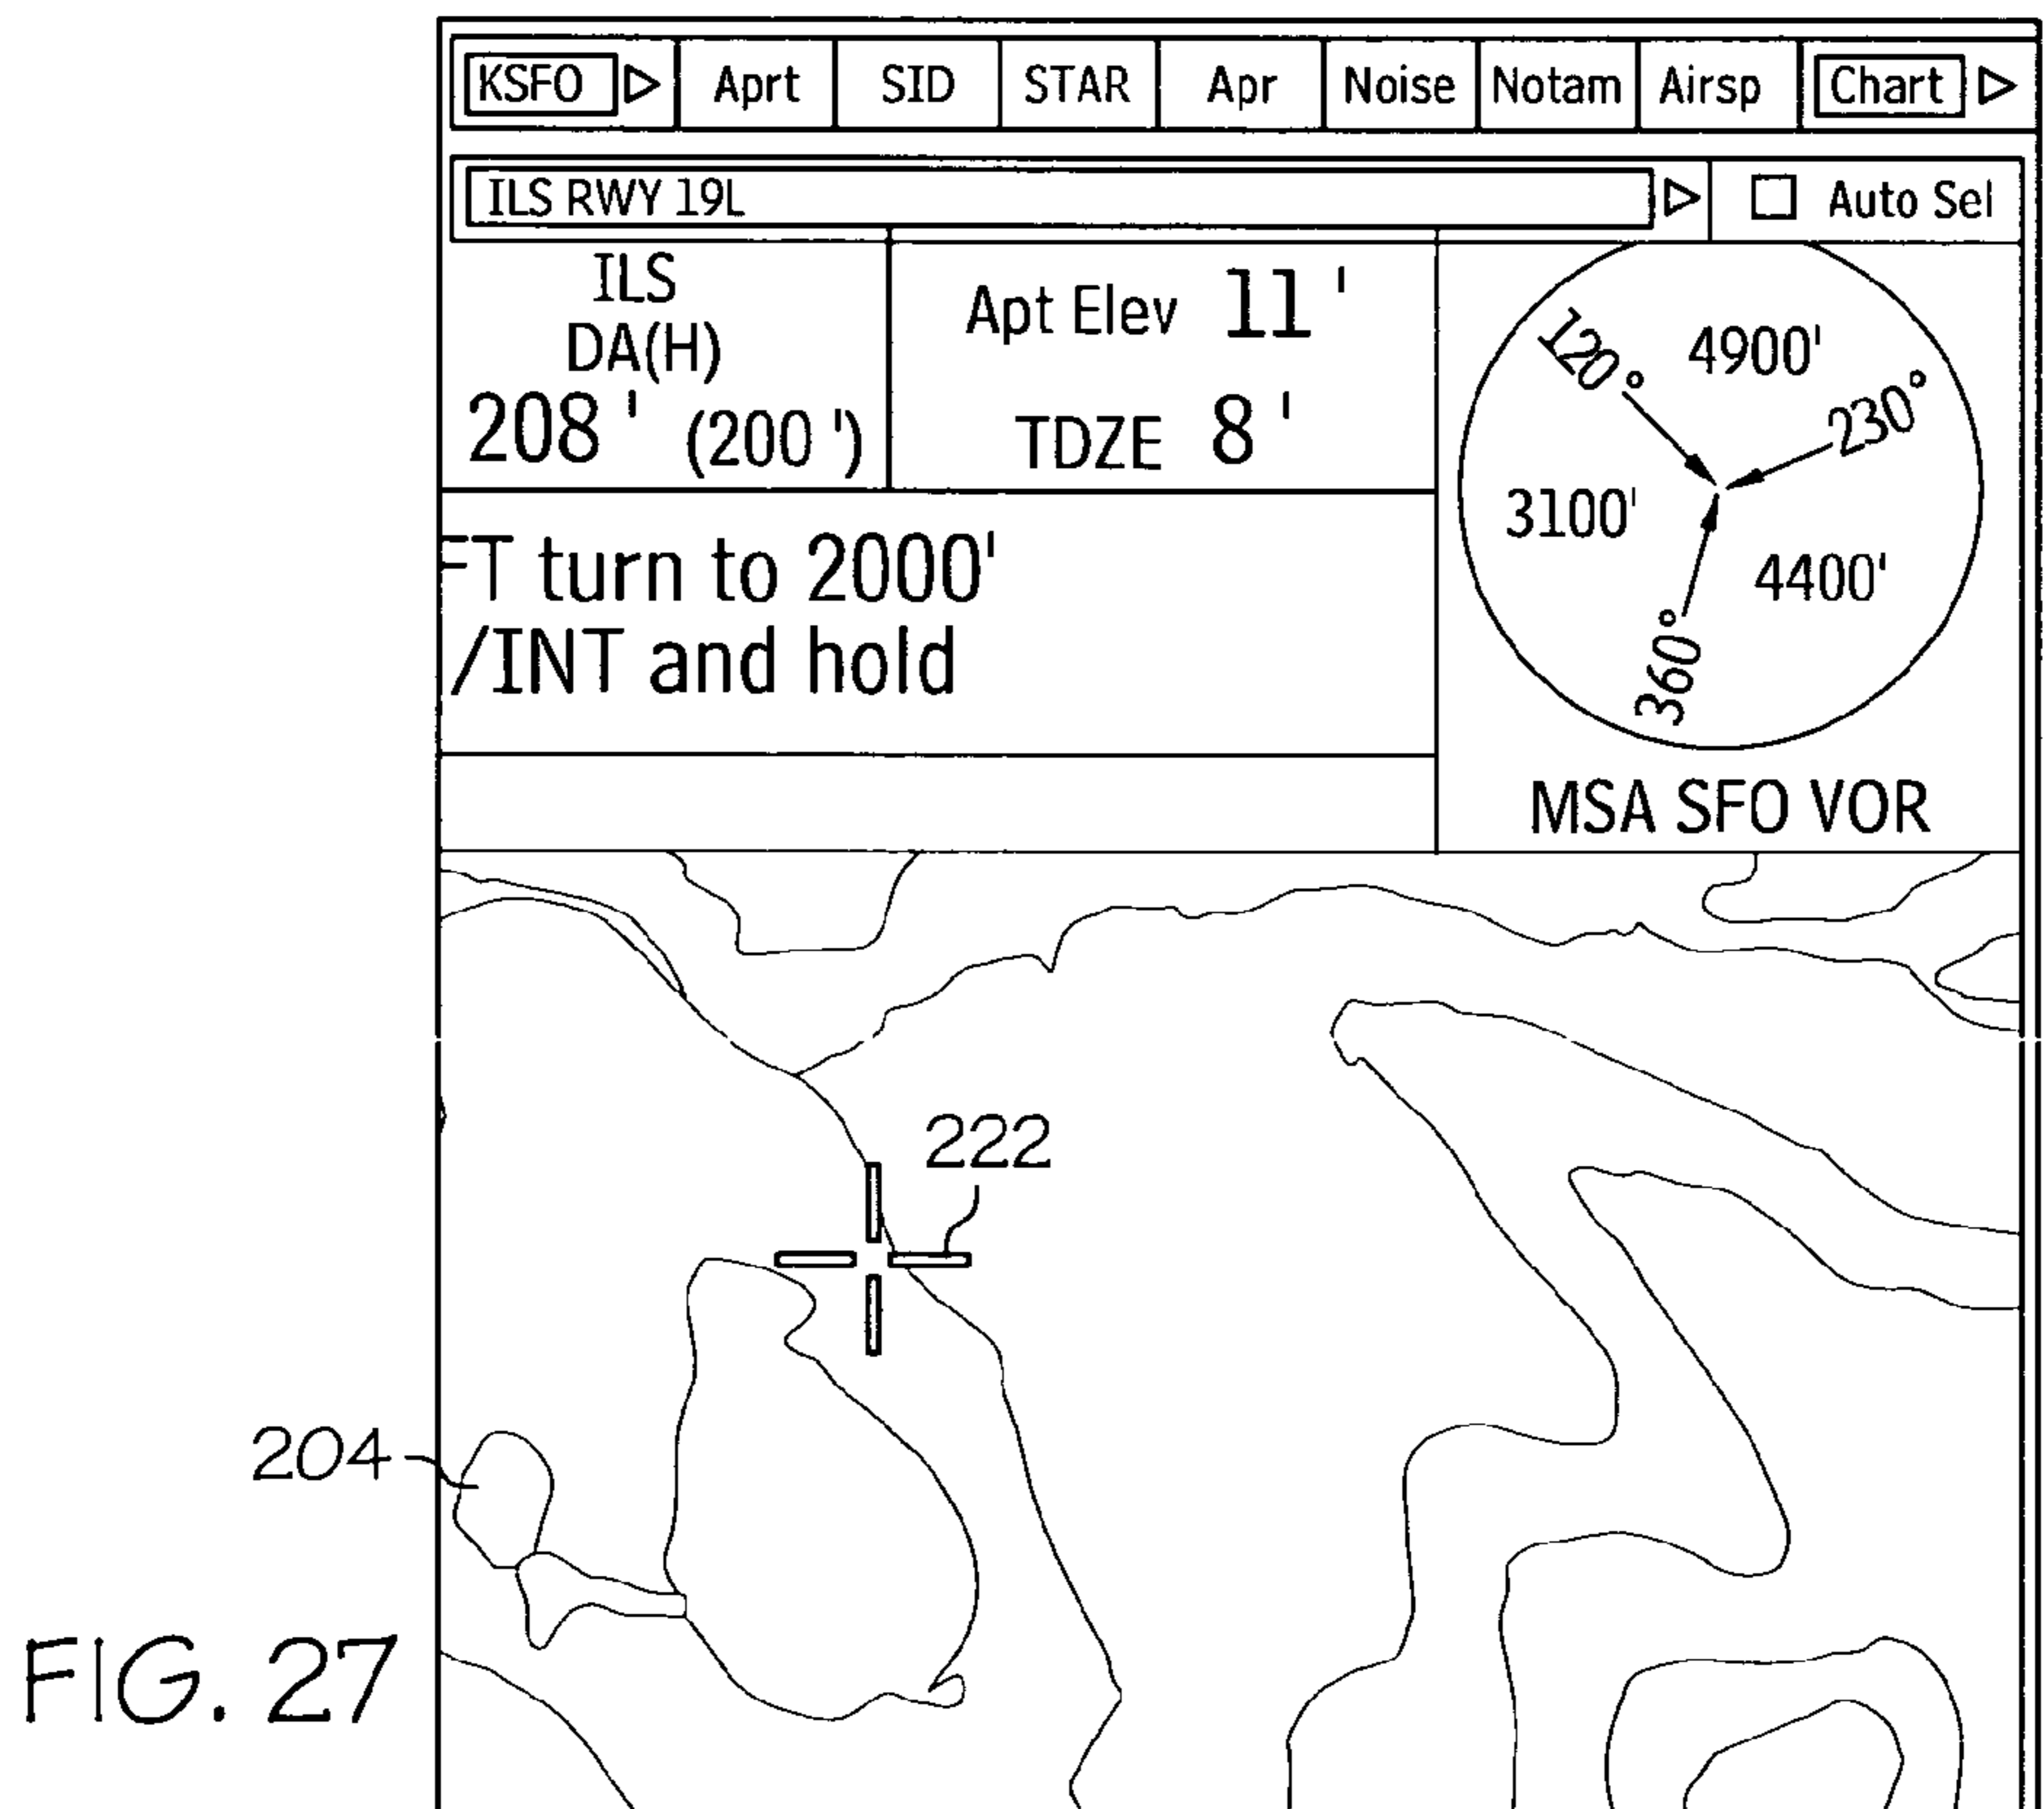 KSFO Aprt SID STAR Apr Noise Notam Airsp Chart
ILS RWY 19L Auto Sel
ILS
DA(H)
208' (200')
Apt Elev 11'
TDZE 8'
120° 4900'
230°
3100'
4400'
360°
MSA SFO VOR
FT turn to 2000'
/INT and hold
222
204
FIG. 27